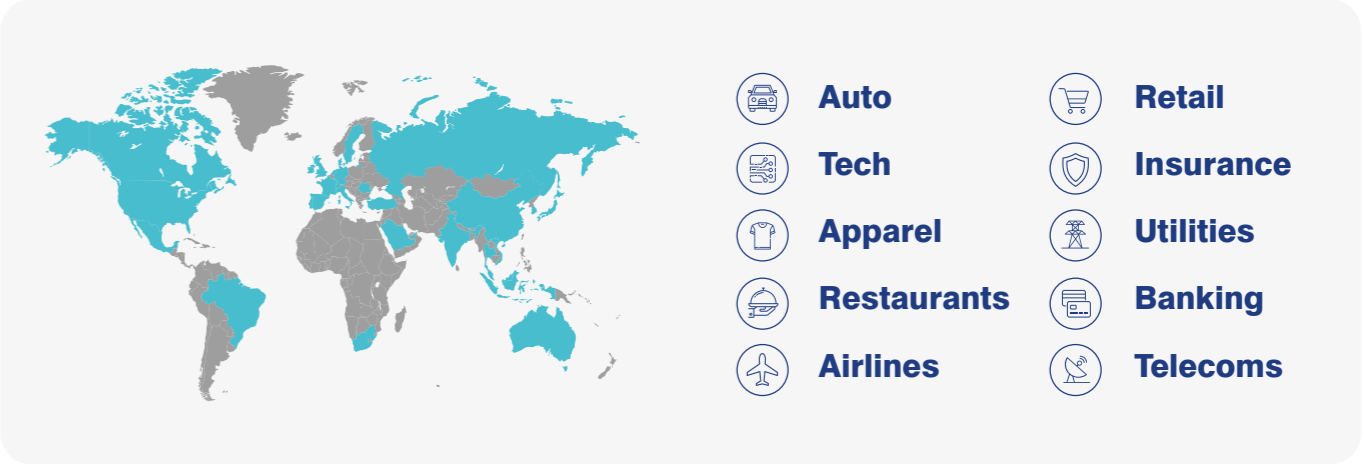 Auto
Tech
Apparel
Restaurants
Airlines
Retail
Insurance
Utilities
Banking
Telecoms